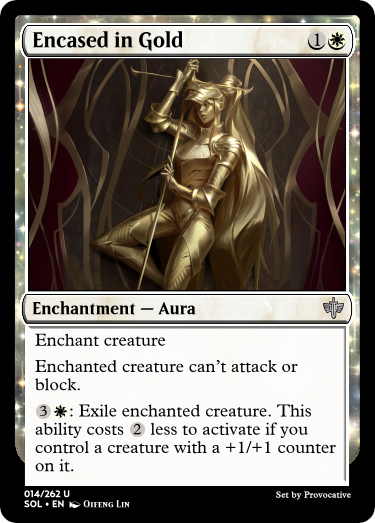 Encased in Gold 1
Enchantment — Aura
Enchant creature
Enchanted creature can't attack or
block.
3 : Exile enchanted creature. This
ability costs 2 less to activate if you
control a creature with a +1/+1 counter
on it.
014/262 U
SOL • EN Oifeng Lin
Set by Provocative